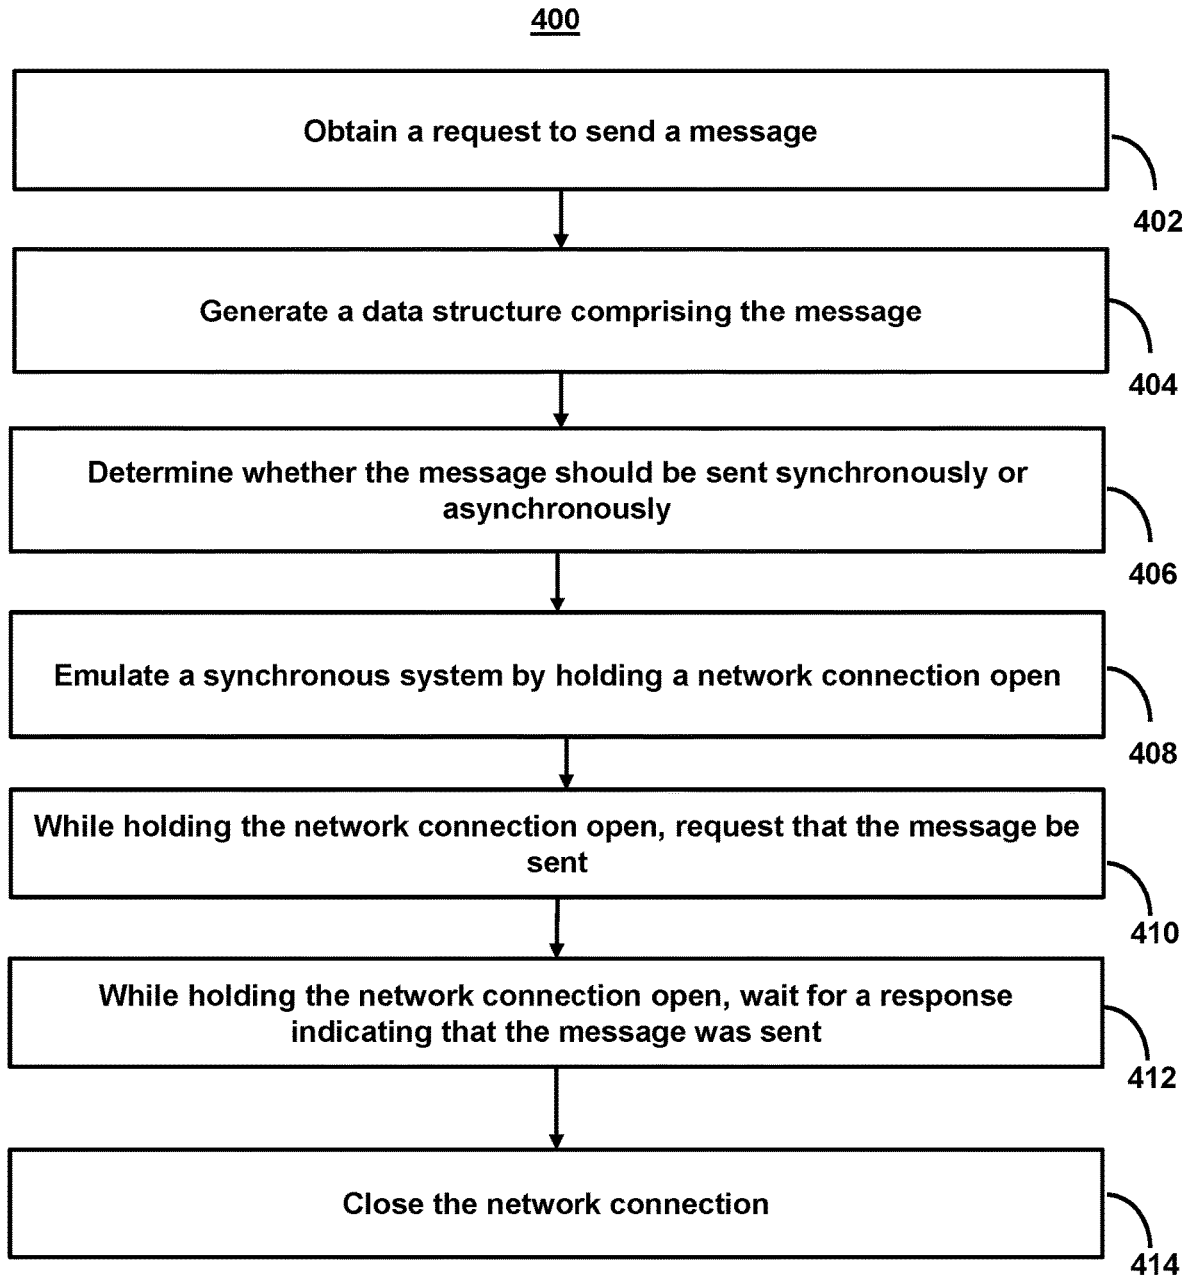 400
Obtain a request to send a message
402
Generate a data structure comprising the message
404
Determine whether the message should be sent synchronously or
asynchronously
406
Emulate a synchronous system by holding a network connection open
408
While holding the network connection open, request that the message be
sent
410
While holding the network connection open, wait for a response
indicating that the message was sent
412
Close the network connection
414